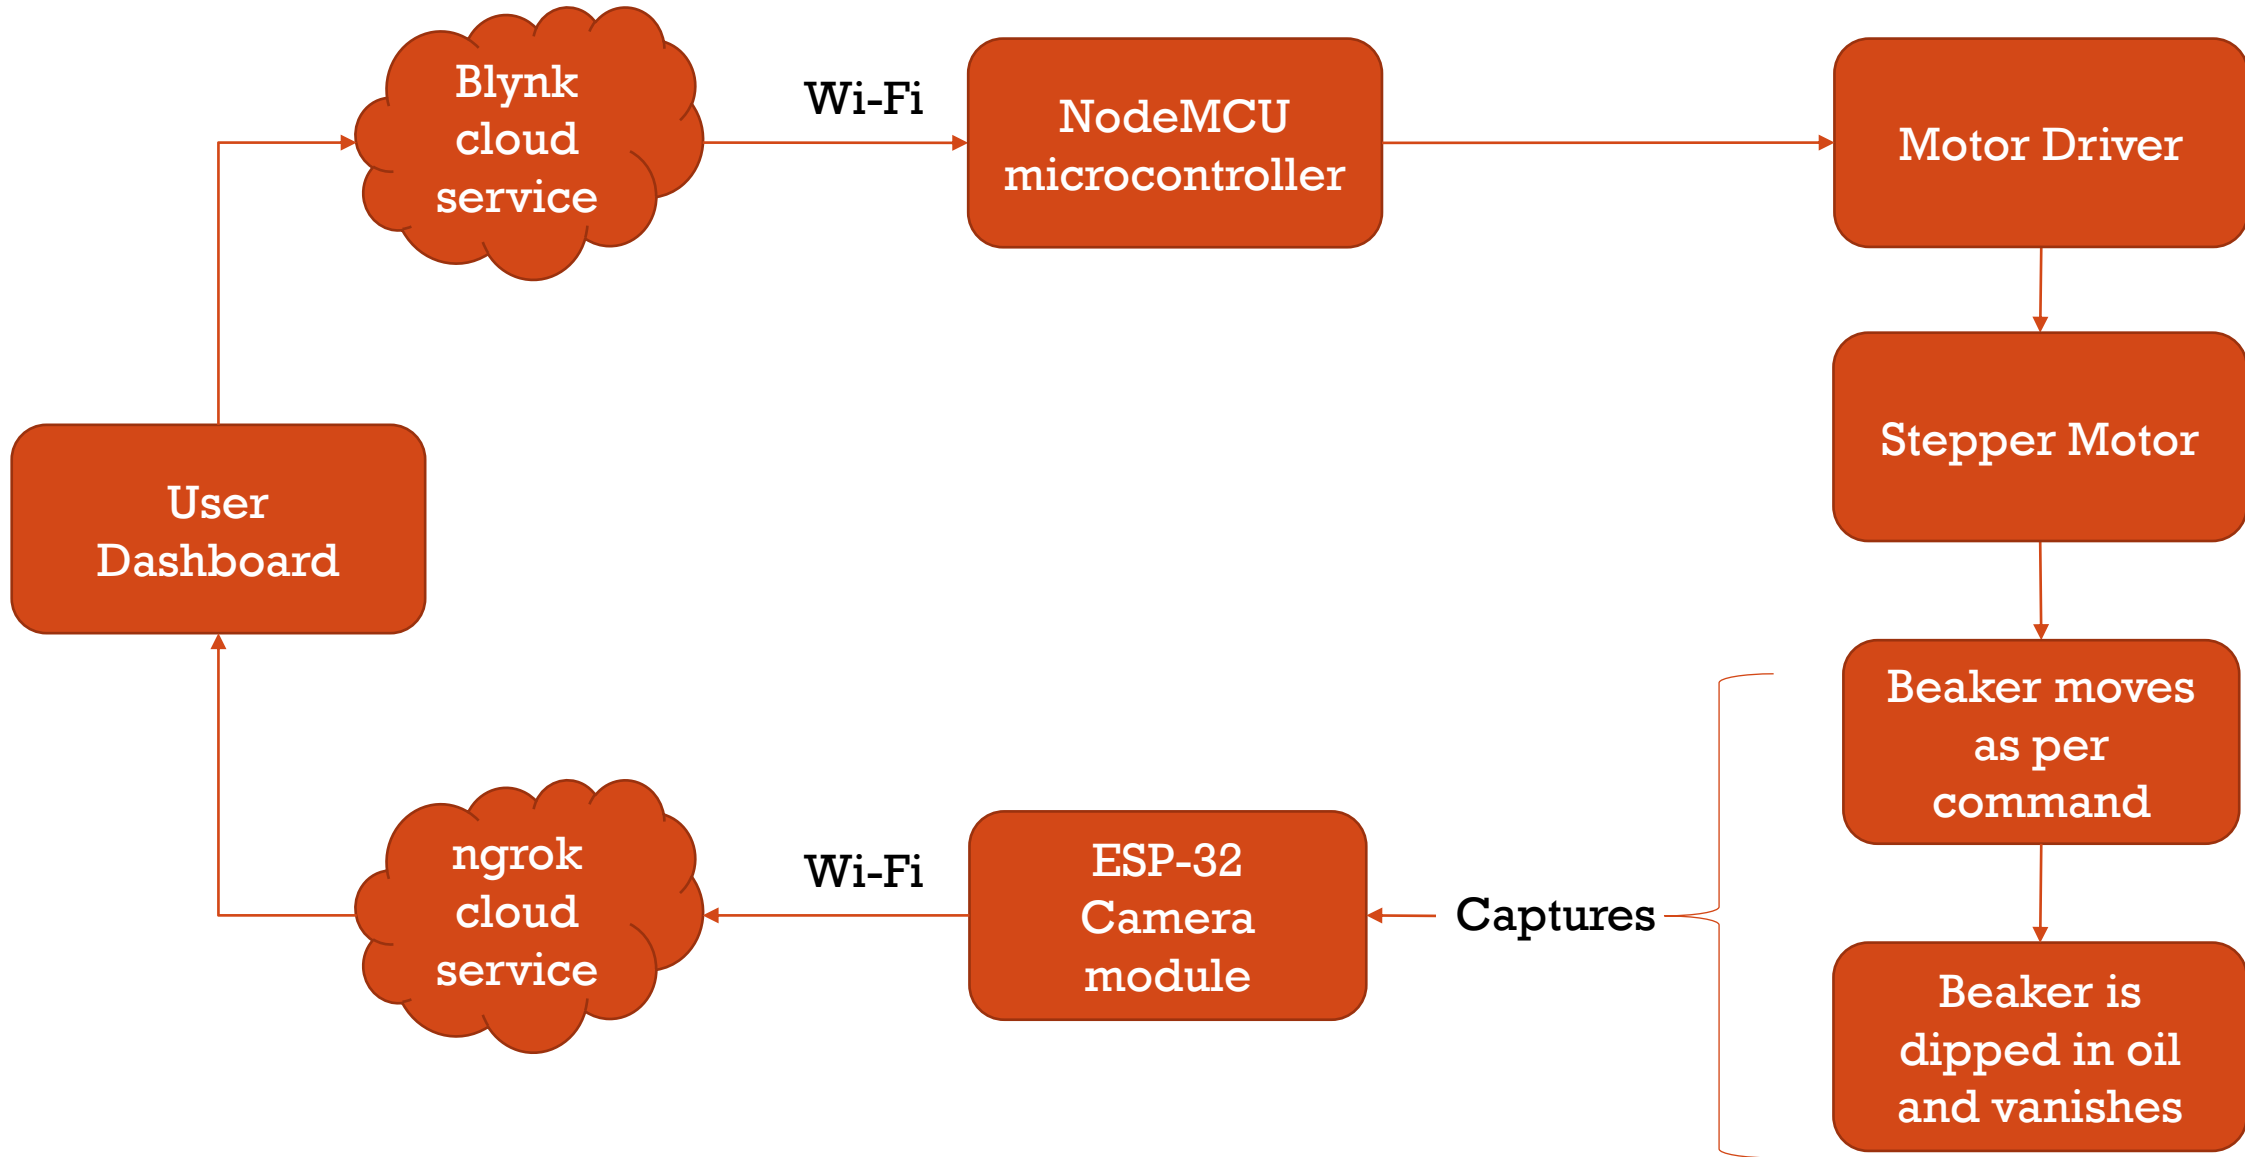 Blynk
cloud
service
Wi-Fi
NodeMCU
microcontroller
Motor Driver
Stepper Motor
User
Dashboard
Beaker moves
as per
command
ngrok
cloud
service
Wi-Fi
ESP-32
Camera
module
Captures
Beaker is
dipped in oil
and vanishes